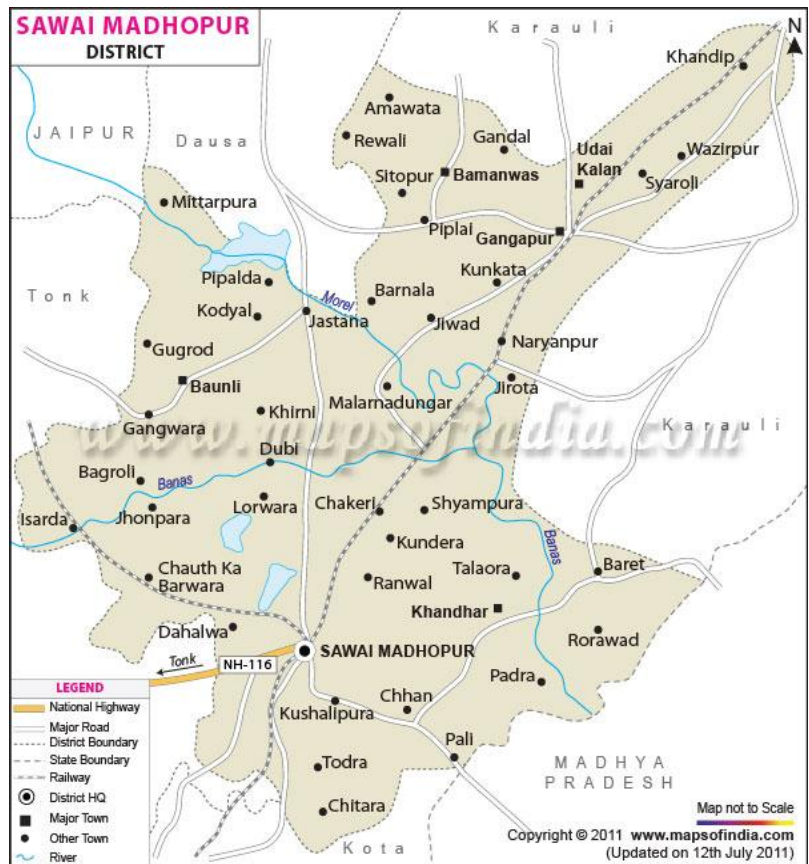 SAWAI MADHOPUR
DISTRICT
Karauli
N
Khandip
Amawata
JAIPUR
Dausa
Rewali
Gandal
Udai
Kalan
Wazirpur
Sitopur
Bamanwas
Syaroli
Mittarpura
Piplai
Gangapur
Pipalda
Kunkata
Tonk
Barnala
Morel
Kodyal
Jastana
Jiwad
Gugrod
Naryanpur
Baunli
Malarnadungar
Jirota
Khirni
Gangwara
Karauli
www.mapsofindia.com
Dubi
Bagroli
Banas
Lorwara
Chakeri
Shyampura
Isarda
Jhonpara
Kundera
Banas
Chauth Ka
Barwara
Ranwal
Talaora
Baret
Khandhar
Dahalwa
Rorawad
SAWAI MADHOPUR
Tonk
NH-116
Padra
LEGEND
National Highway
Major Road
District Boundary
State Boundary
Railway
District HQ
Major Town
Other Town
River
Kushalipura
Chhan
Pali
Todra
MADHYA
PRADESH
Chitara
Kota
Map not to Scale
Copyright © 2011 www.mapsofindia.com
(Updated on 12th July 2011)